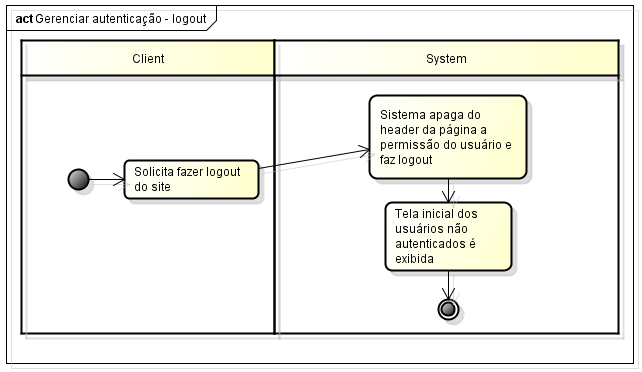 act Gerenciar autenticação - logout
Client
System
Solicita fazer logout
do site
Sistema apaga do
header da página a
permissão do usuário e
faz logout
Tela inicial dos
usuários não
autenticados é
exibida